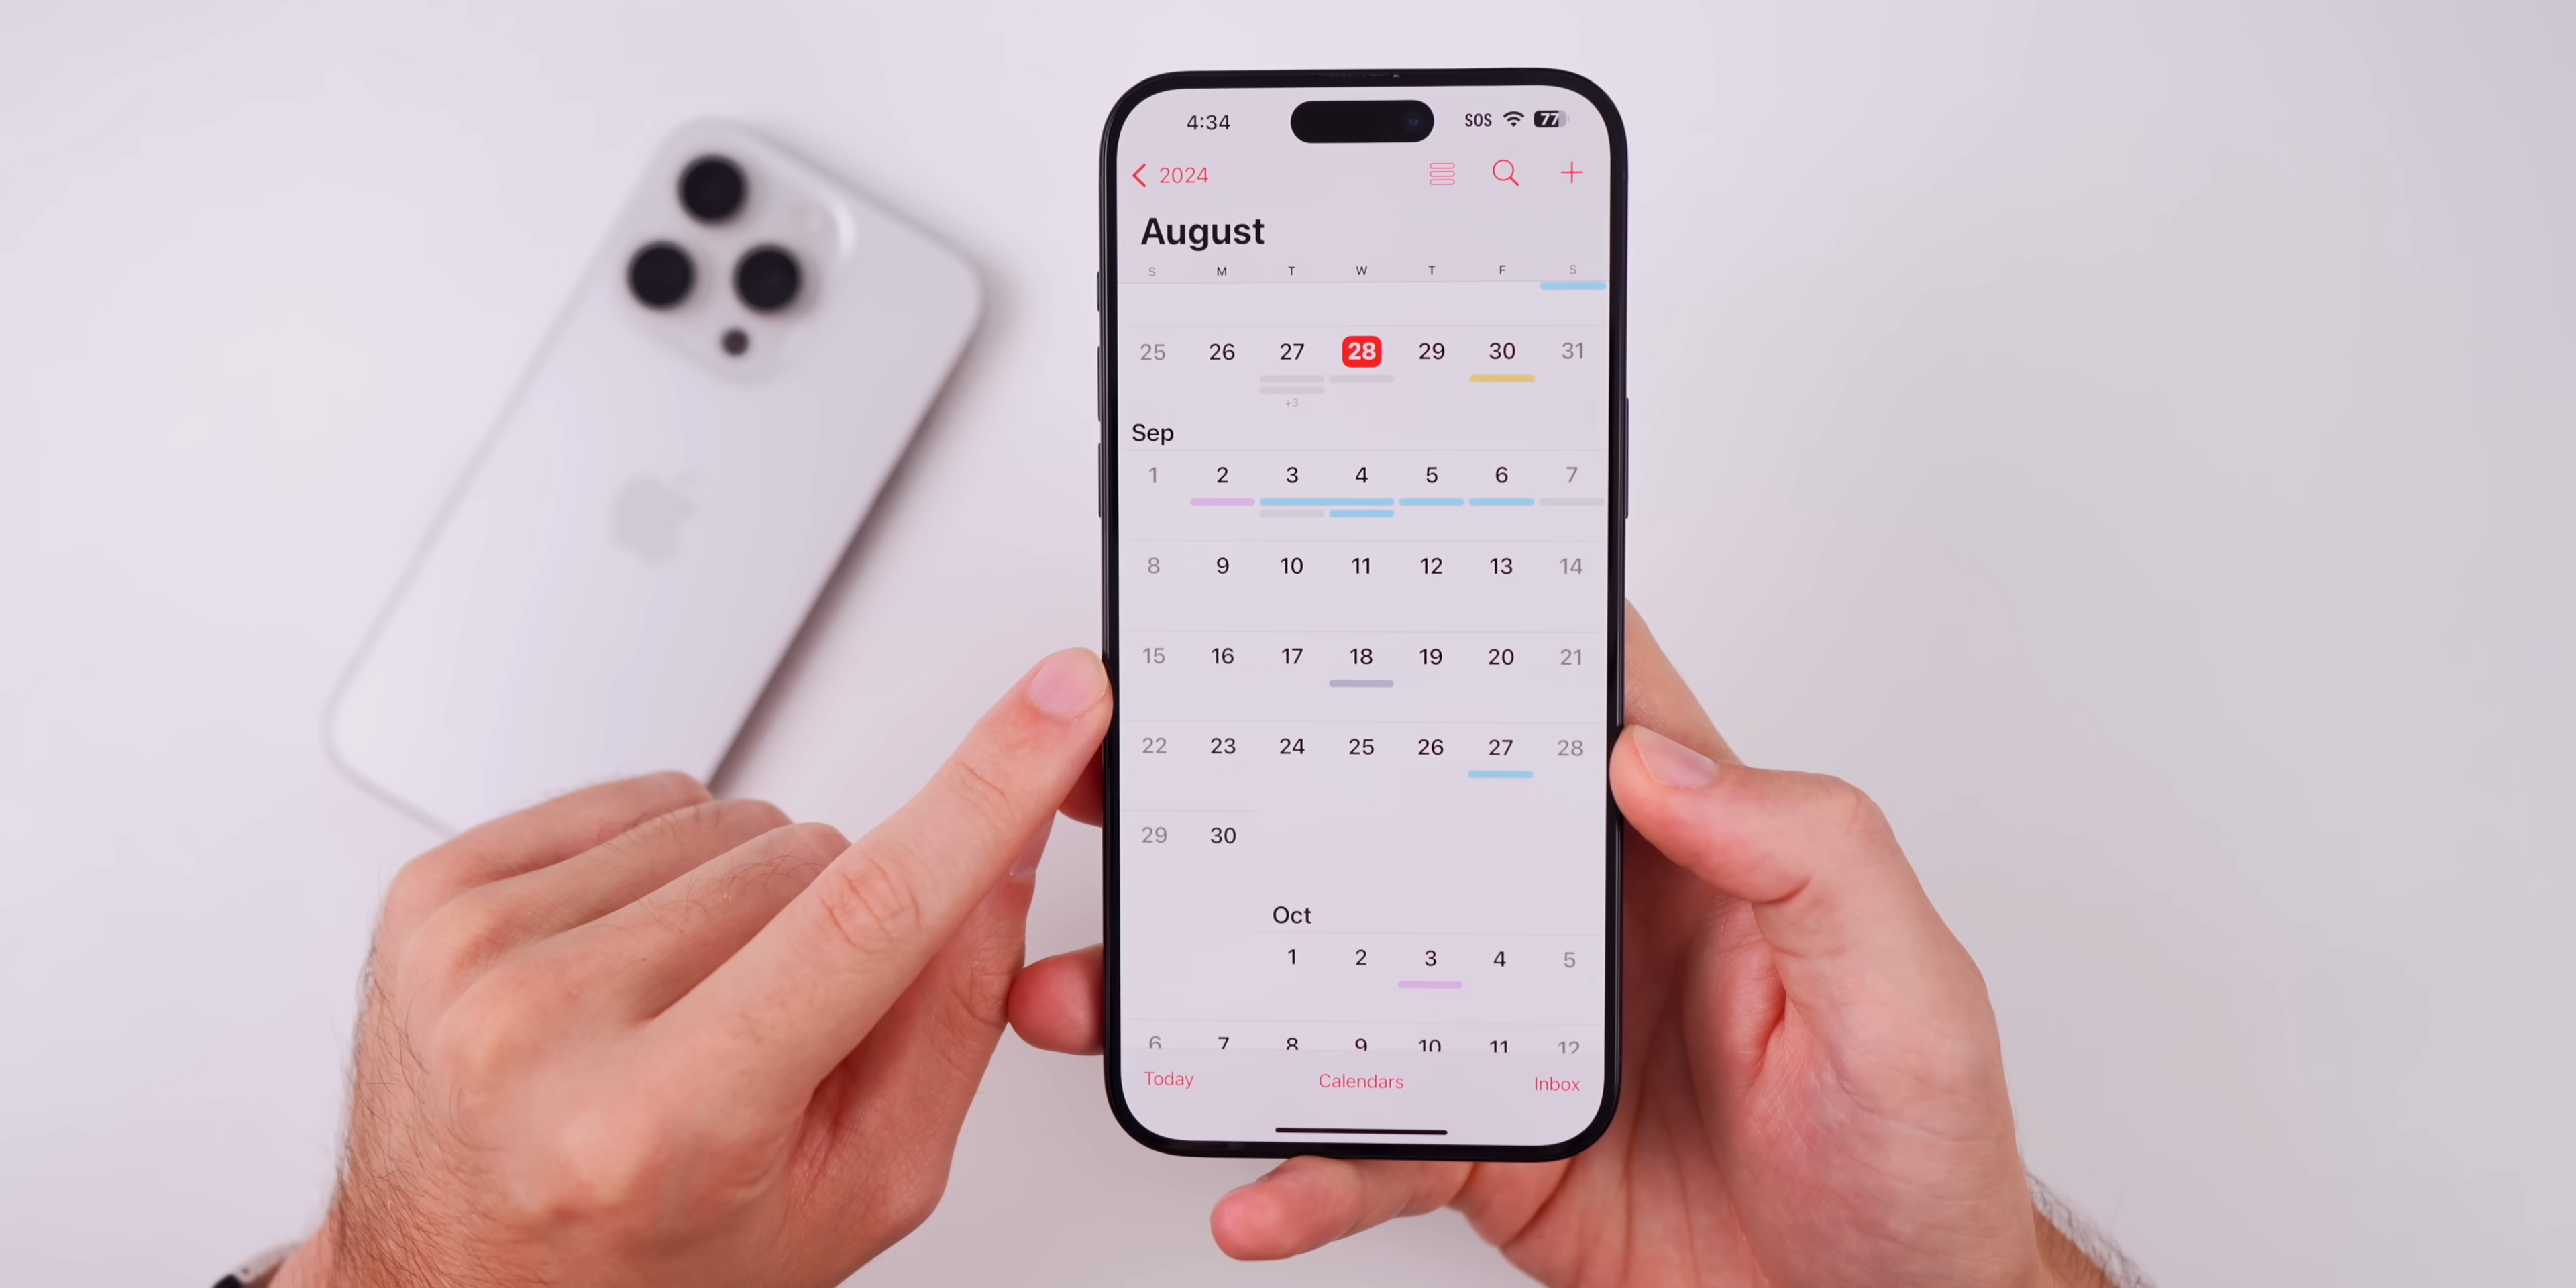 4:34 SOS 77
2024
August
S M T W T F S
25 26 27 28 29 30 31
+3
Sep
1 2 3 4 5 6 7
8 9 10 11 12 13 14
15 16 17 18 19 20 21
22 23 24 25 26 27 28
29 30
Oct
1 2 3 4 5
6 7 8 9 10 11 12
Today Calendars Inbox